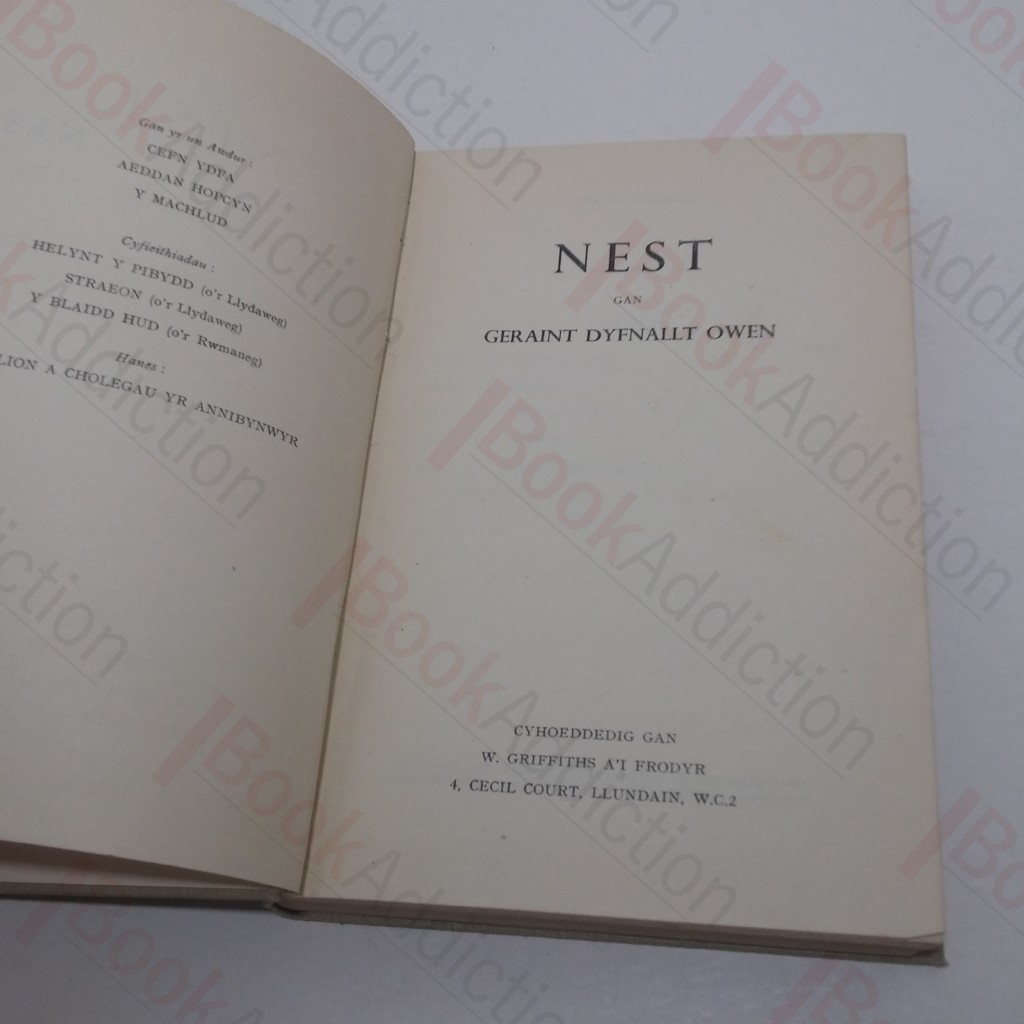 Gan yr un Awdur :
CEFN YDFA
AEDDAN HOPCYN
Y MACHLUD
Cyfieithiadau :
HELYNT Y PIBYDD (o'r Llydaweg)
STRAEON (o'r Llydaweg)
Y BLAIDD HUD (o'r Rwmaneg)
Hanes :
LION A CHOLEGAU YR ANNIBYNWYR
NEST
GAN
GERAINT DYFNALLT OWEN
CYHOEDDEDIG GAN
W. GRIFFITHS A'I FRODYR
4, CECIL COURT, LLUNDAIN, W.C.2
BookAddiction